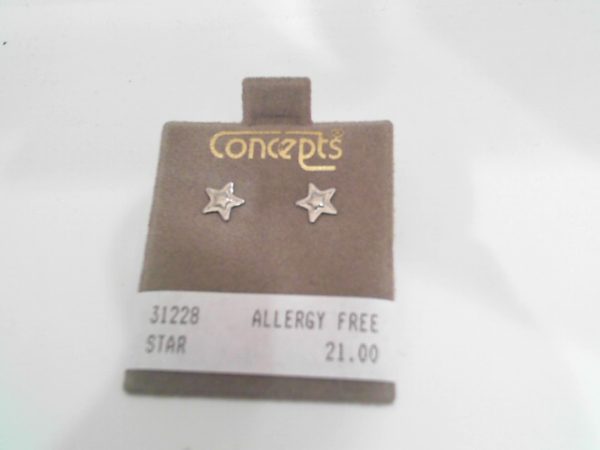 Concepts®
31228 ALLERGY FREE
STAR 21.00